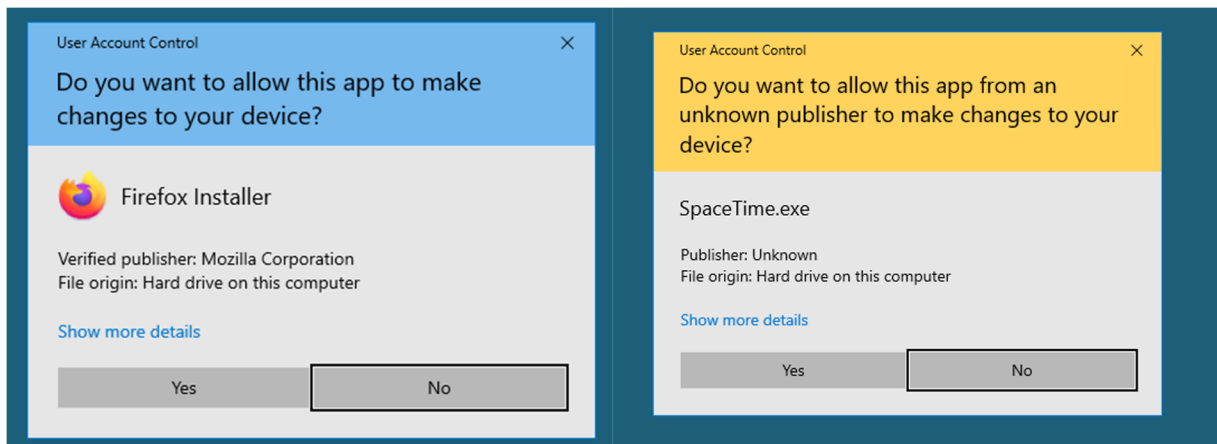 User Account Control
Do you want to allow this app to make
changes to your device?
Firefox Installer
Verified publisher: Mozilla Corporation
File origin: Hard drive on this computer
Show more details
Yes
No
User Account Control
Do you want to allow this app from an
unknown publisher to make changes to your
device?
SpaceTime.exe
Publisher: Unknown
File origin: Hard drive on this computer
Show more details
Yes
No